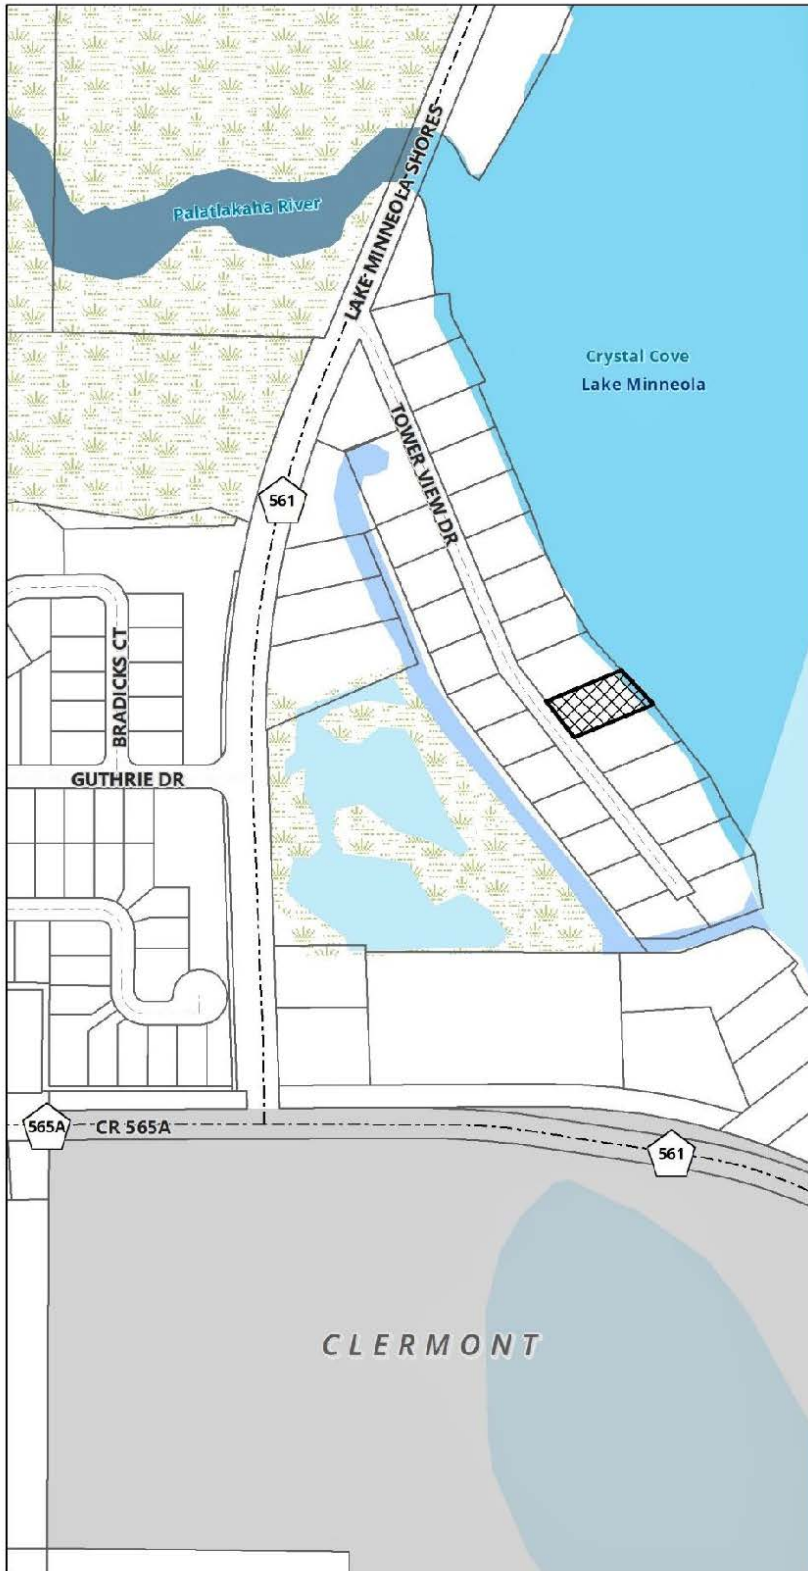 LAKE MINNEOLA SHORES
Palatlakaha River
Crystal Cove
Lake Minneola
TOWER VIEW DR
561
BRADICKS CT
GUTHRIE DR
565A
CR 565A
561
CLERMONT